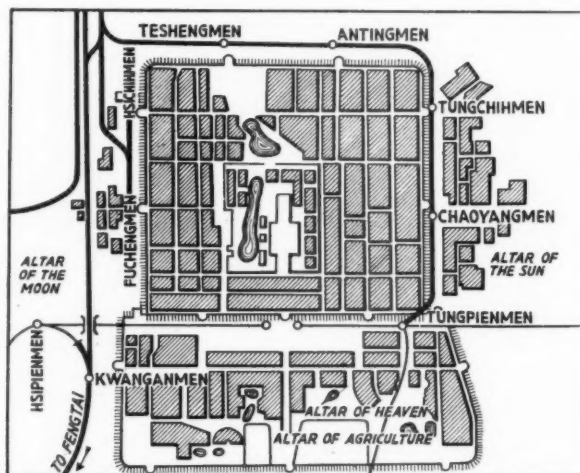 TESHENGMEN
ANTINGMEN
HSICHIHMEN
TUNGCHIHMEN
FUCHENGMEN
CHAOYANGMEN
ALTAR
OF THE
MOON
ALTAR OF
THE SUN
TUNGPIENMEN
HSIPIENMEN
KWANGANMEN
ALTAR OF HEAVEN
ALTAR OF AGRICULTURE
TO FENGTAI